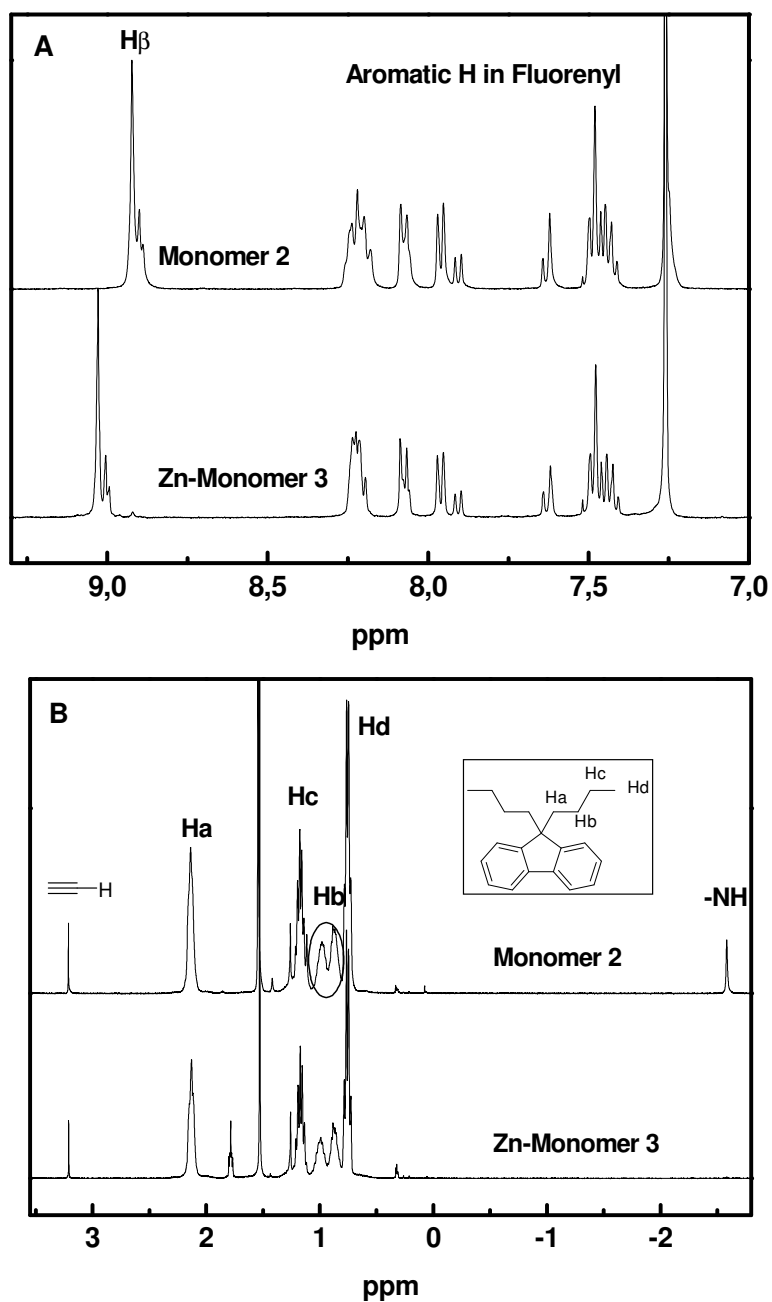 A
Hβ
Aromatic H in Fluorenyl
Monomer 2
Zn-Monomer 3
9,0 8,5 8,0 7,5 7,0
ppm
B
Hd
Hc
Hc
Hd
Ha
Ha
Hb
Hb
H
-NH
Monomer 2
Zn-Monomer 3
3 2 1 0 -1 -2
ppm